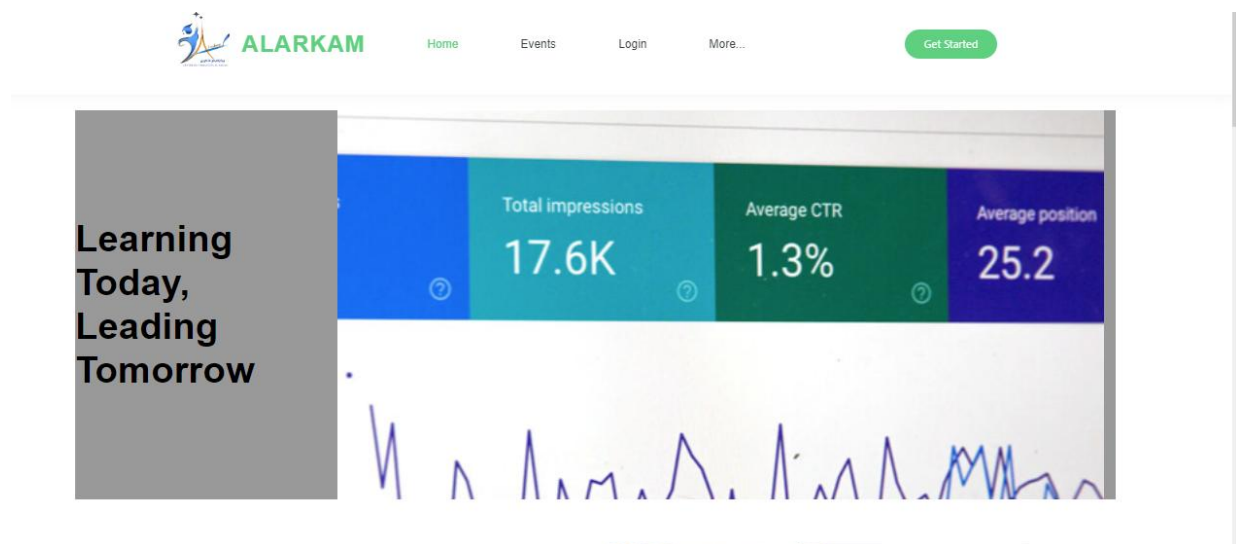 ALARKAM
Home
Events
Login
More...
Get Started
Learning
Today,
Leading
Tomorrow
s
Total impressions
17.6K
Average CTR
1.3%
Average position
25.2